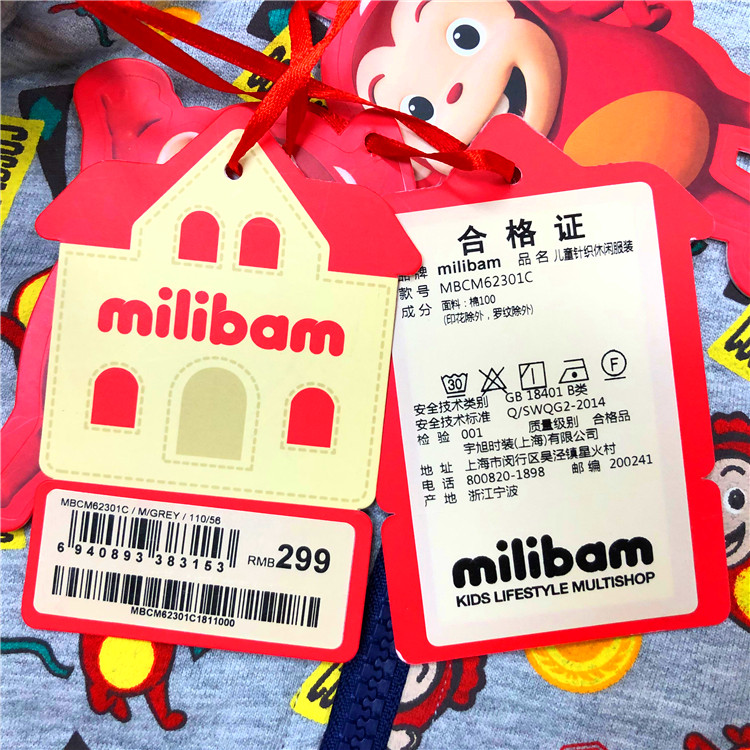 milibam
MBCM62301C / M/GREY / 110/56
6 940893 383153
RMB299
MBCM62301C1811000
合格证
品牌 milibam 品名 儿童针织休闲服装
款号 MBCM62301C
成分 面料：棉100
(印花除外，罗纹除外)
30
F
安全技术类别 GB 18401 B类
安全技术标准 Q/SWQG2-2014
检验 001 质量级别 合格品
宇旭时装(上海)有限公司
地址 上海市闵行区吴泾镇星火村
电话 800820-1898 邮编 200241
产地 浙江宁波
milibam
KIDS LIFESTYLE MULTISHOP